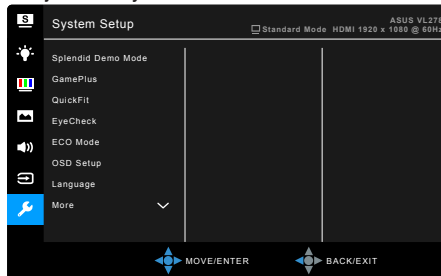 S
System Setup
ASUS VL278
Standard Mode HDMI 1920 x 1080 @ 60Hz
Splendid Demo Mode
GamePlus
QuickFit
EyeCheck
ECO Mode
OSD Setup
Language
More
MOVE/ENTER
BACK/EXIT